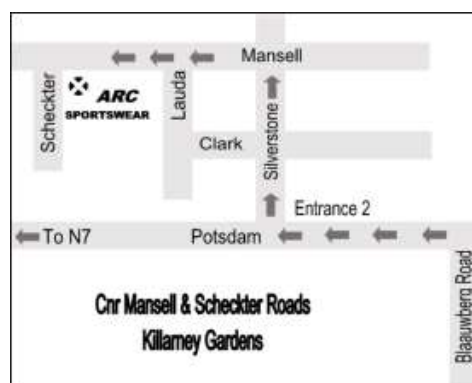 Mansell
Scheckter
ARC
SPORTSWEAR
Lauda
Clark
Silverstone
Entrance 2
To N7
Potsdam
Blaauwberg Road
Cnr Mansell & Scheckter Roads
Killarney Gardens